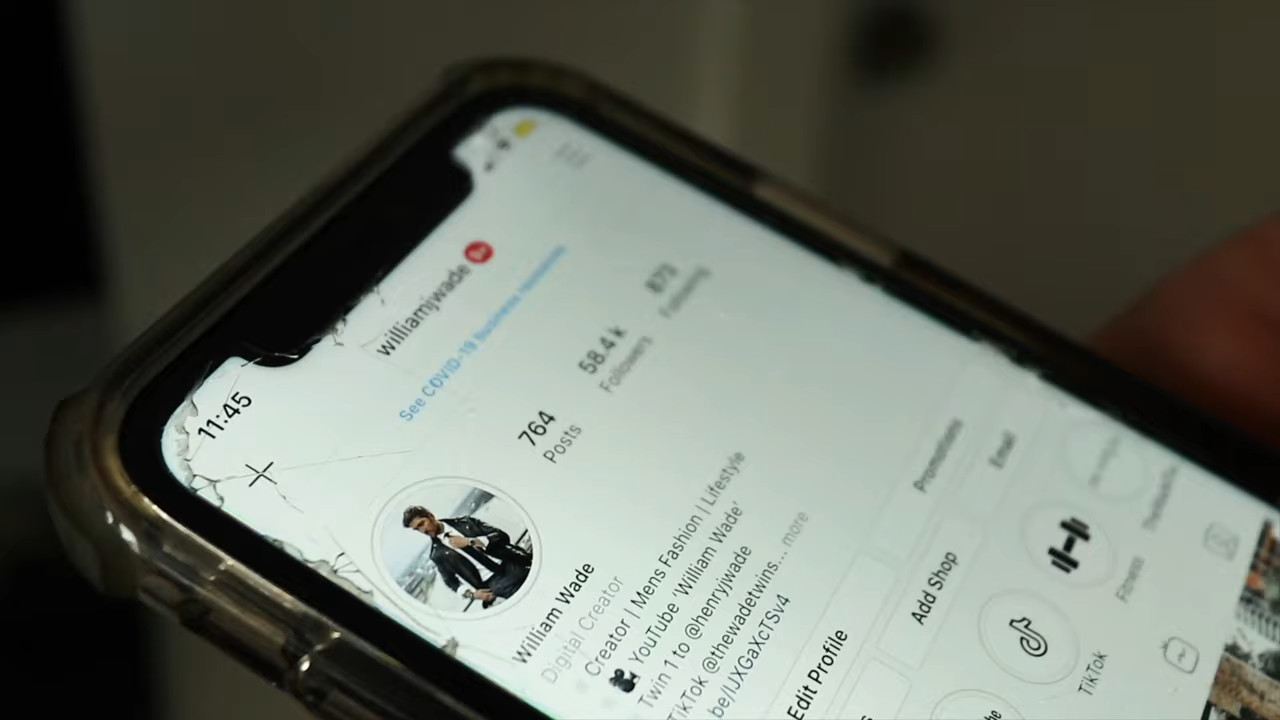 11:45
williamjwade
See COVID-19 business resources
764
Posts
58.4k
Followers
873
Following
William Wade
Digital Creator
Creator | Mens Fashion | Lifestyle
YouTube 'William Wade'
Twin 1 to @henryjwade
TikTok @thewadetwins... more
be/IJXGaXcTSv4
Edit Profile
Add Shop
Promotions
Email
TikTok
Fitness